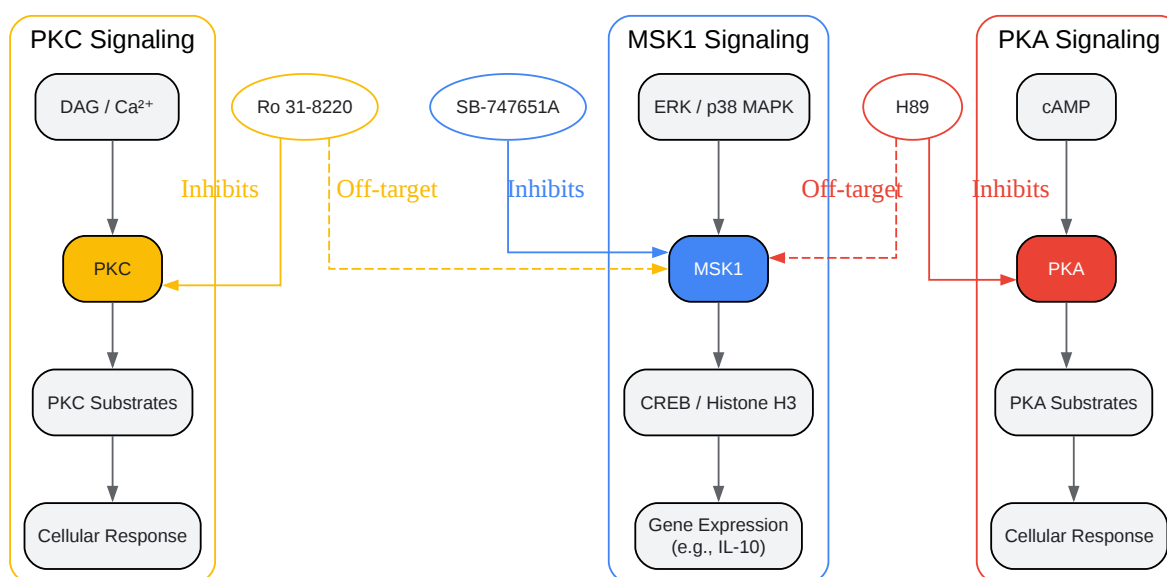 PKC Signaling
MSK1 Signaling
PKA Signaling
DAG / Ca²⁺
Ro 31-8220
SB-747651A
ERK / p38 MAPK
H89
cAMP
Inhibits
Off-target
Inhibits
Off-target
Inhibits
PKC
MSK1
PKA
PKC Substrates
CREB / Histone H3
PKA Substrates
Cellular Response
Gene Expression
(e.g., IL-10)
Cellular Response